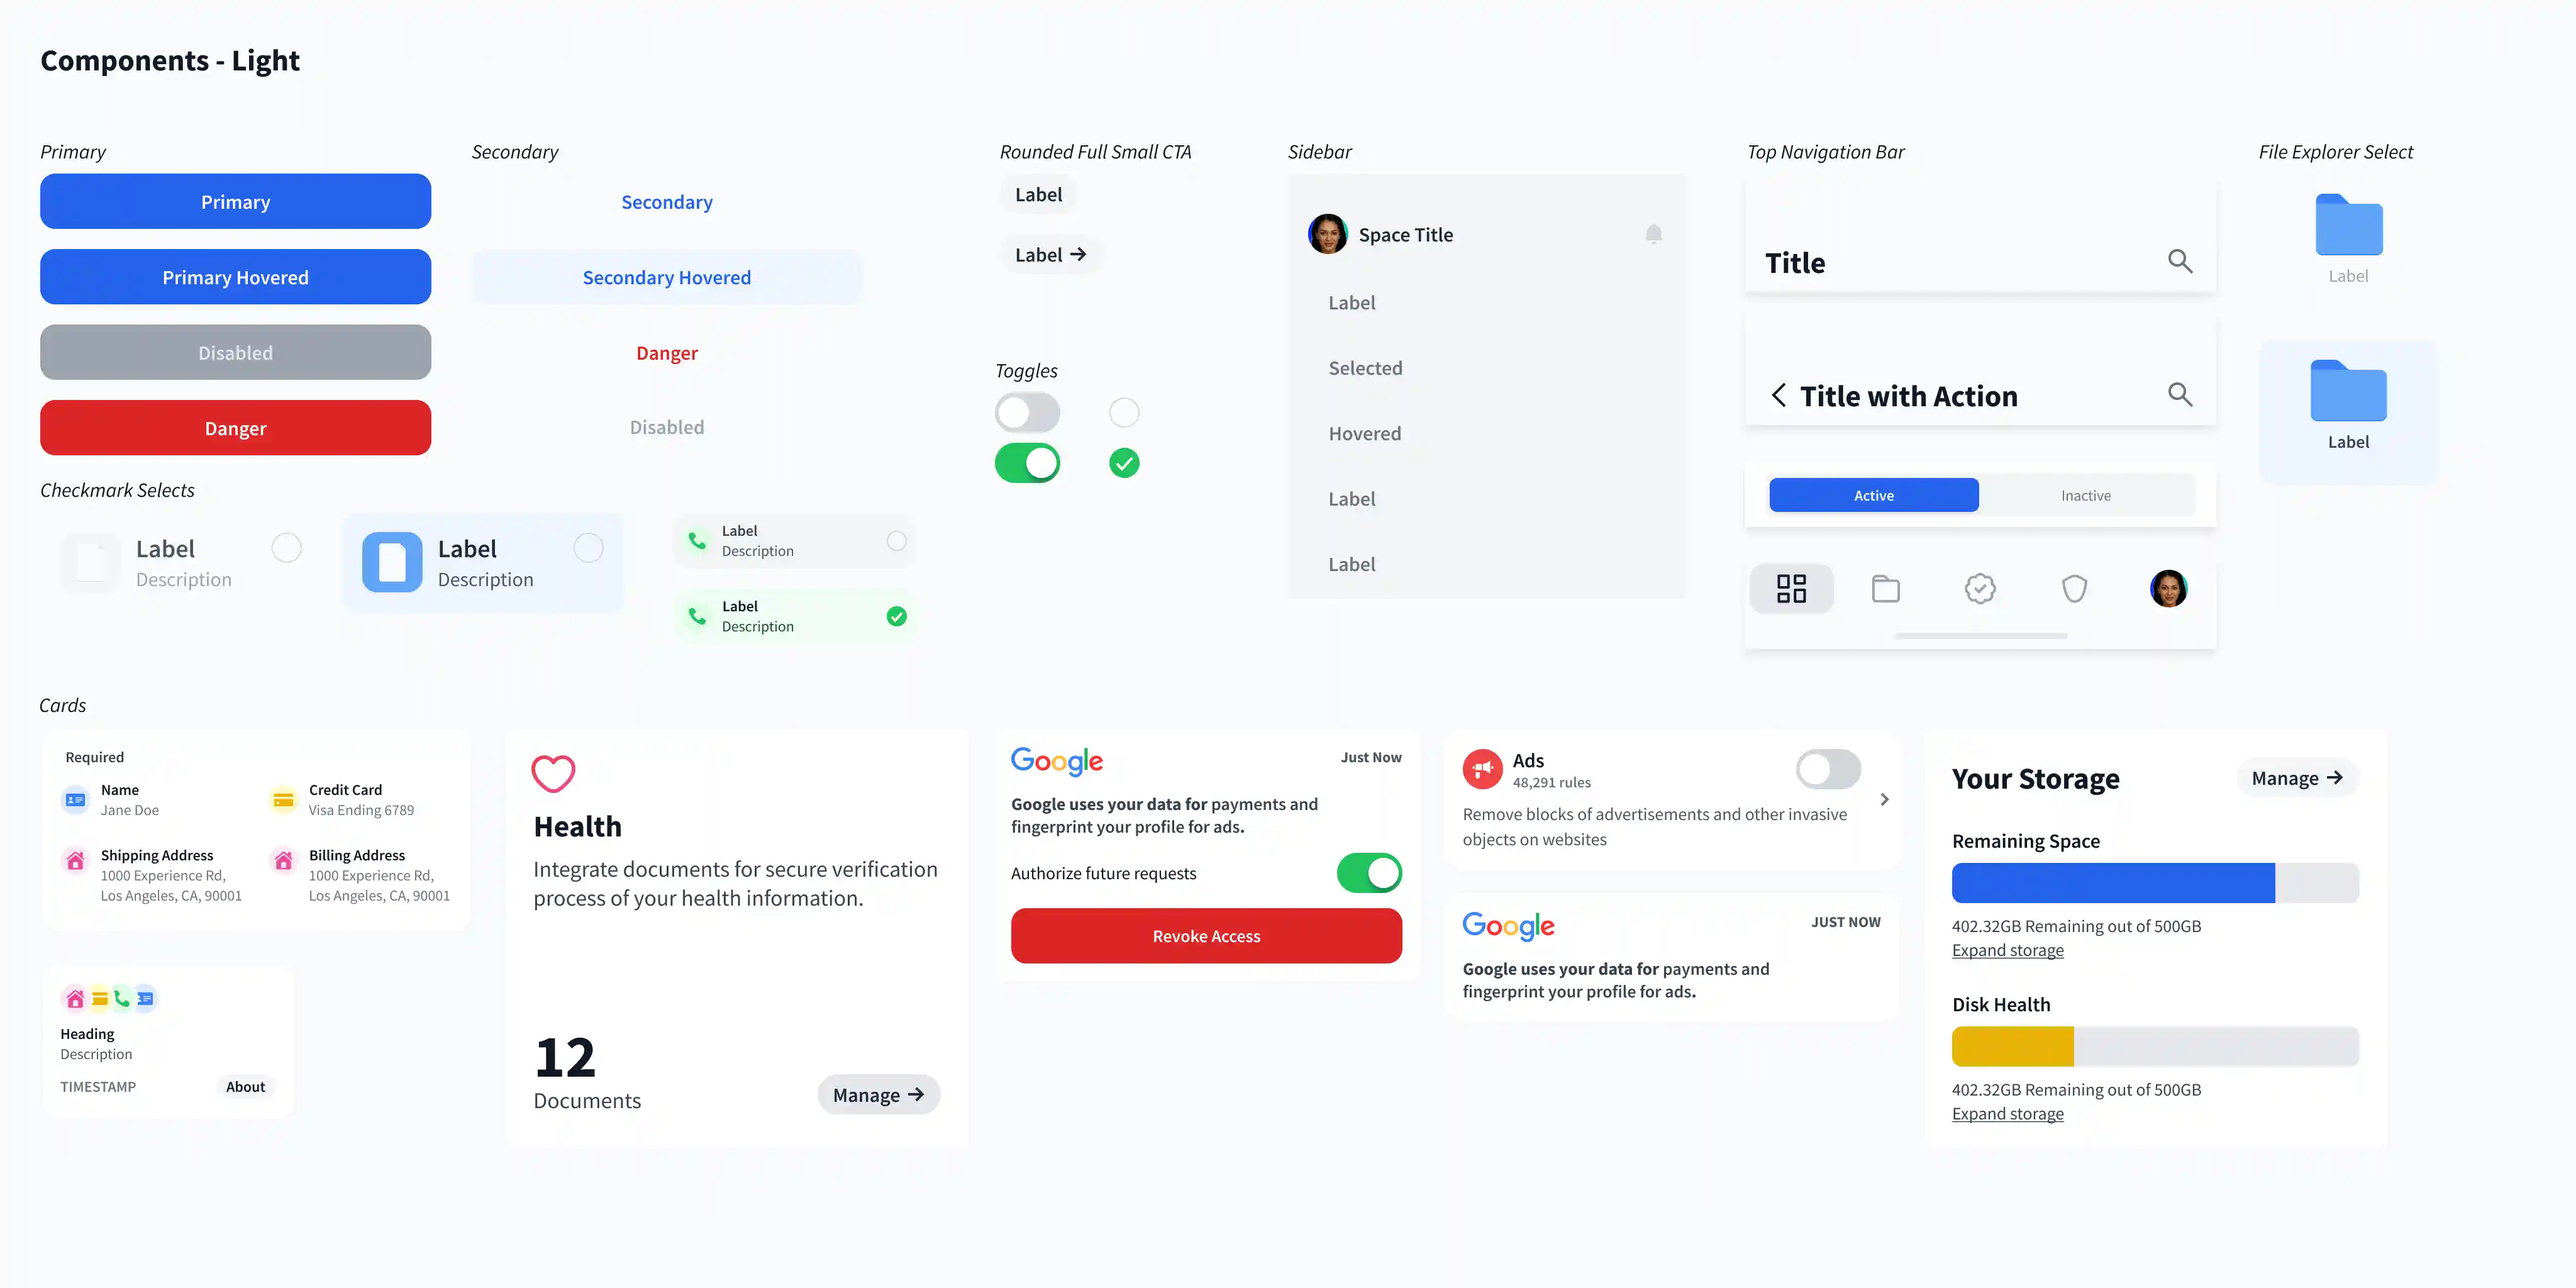 Components - Light
Primary
Primary
Primary Hovered
Disabled
Danger
Secondary
Secondary
Secondary Hovered
Danger
Disabled
Rounded Full Small CTA
Label
Label →
Toggles
Sidebar
Space Title
Label
Selected
Hovered
Label
Label
Top Navigation Bar
Title
Title with Action
Active
Inactive
File Explorer Select
Label
Label
Checkmark Selects
Label
Description
Label
Description
Label
Description
Label
Description
Cards
Required
Name
Jane Doe
Credit Card
Visa Ending 6789
Shipping Address
1000 Experience Rd,
Los Angeles, CA, 90001
Billing Address
1000 Experience Rd,
Los Angeles, CA, 90001
Heading
Description
TIMESTAMP
About
Health
Integrate documents for secure verification
process of your health information.
12
Documents
Manage →
Google
Just Now
Google uses your data for payments and
fingerprint your profile for ads.
Authorize future requests
Revoke Access
Ads
48,291 rules
Remove blocks of advertisements and other invasive
objects on websites
Google
JUST NOW
Google uses your data for payments and
fingerprint your profile for ads.
Your Storage
Manage →
Remaining Space
402.32GB Remaining out of 500GB
Expand storage
Disk Health
402.32GB Remaining out of 500GB
Expand storage